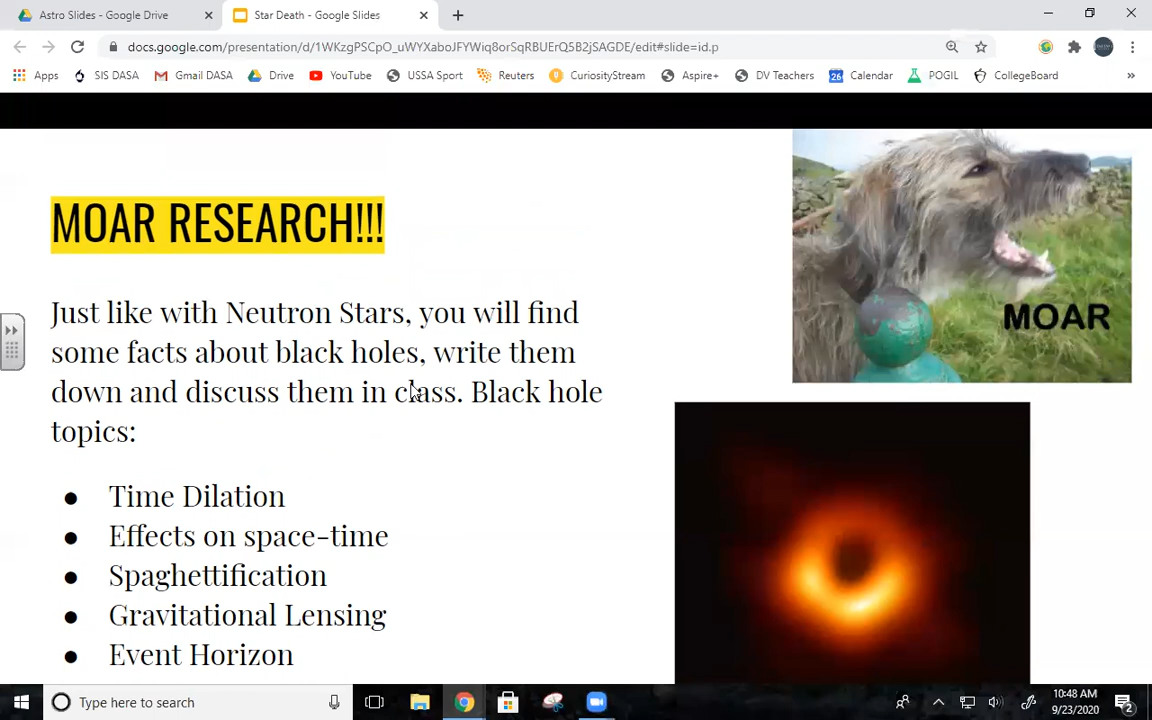 Astro Slides - Google Drive
Star Death - Google Slides
docs.google.com/presentation/d/1WKzgPSCpO_uWYXaboJFYWiq8orSqRBUErQ5B2jSAGDE/edit#slide=id.p
Apps SIS DASA Gmail DASA Drive YouTube USSA Sport Reuters CuriosityStream Aspire+ DV Teachers 26 Calendar POGIL CollegeBoard »
MOAR RESEARCH!!!
MOAR
Just like with Neutron Stars, you will find
some facts about black holes, write them
down and discuss them in class. Black hole
topics:
● Time Dilation
● Effects on space-time
● Spaghettification
● Gravitational Lensing
● Event Horizon
Type here to search
10:48 AM
9/23/2020
2